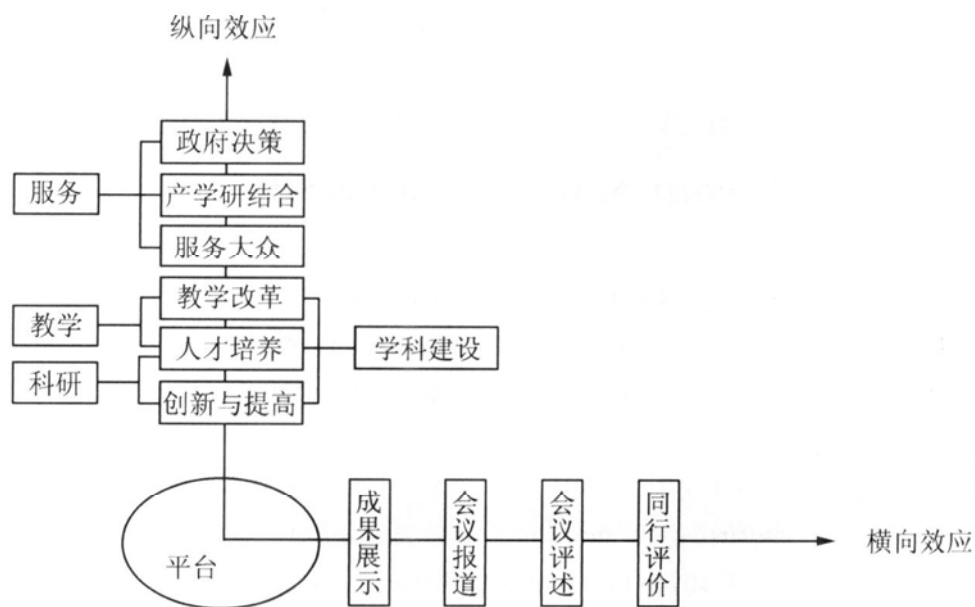 纵向效应
政府决策
服务
产学研结合
服务大众
教学改革
教学
人才培养
学科建设
科研
创新与提高
平台
成果展示
会议报道
会议评述
同行评价
横向效应